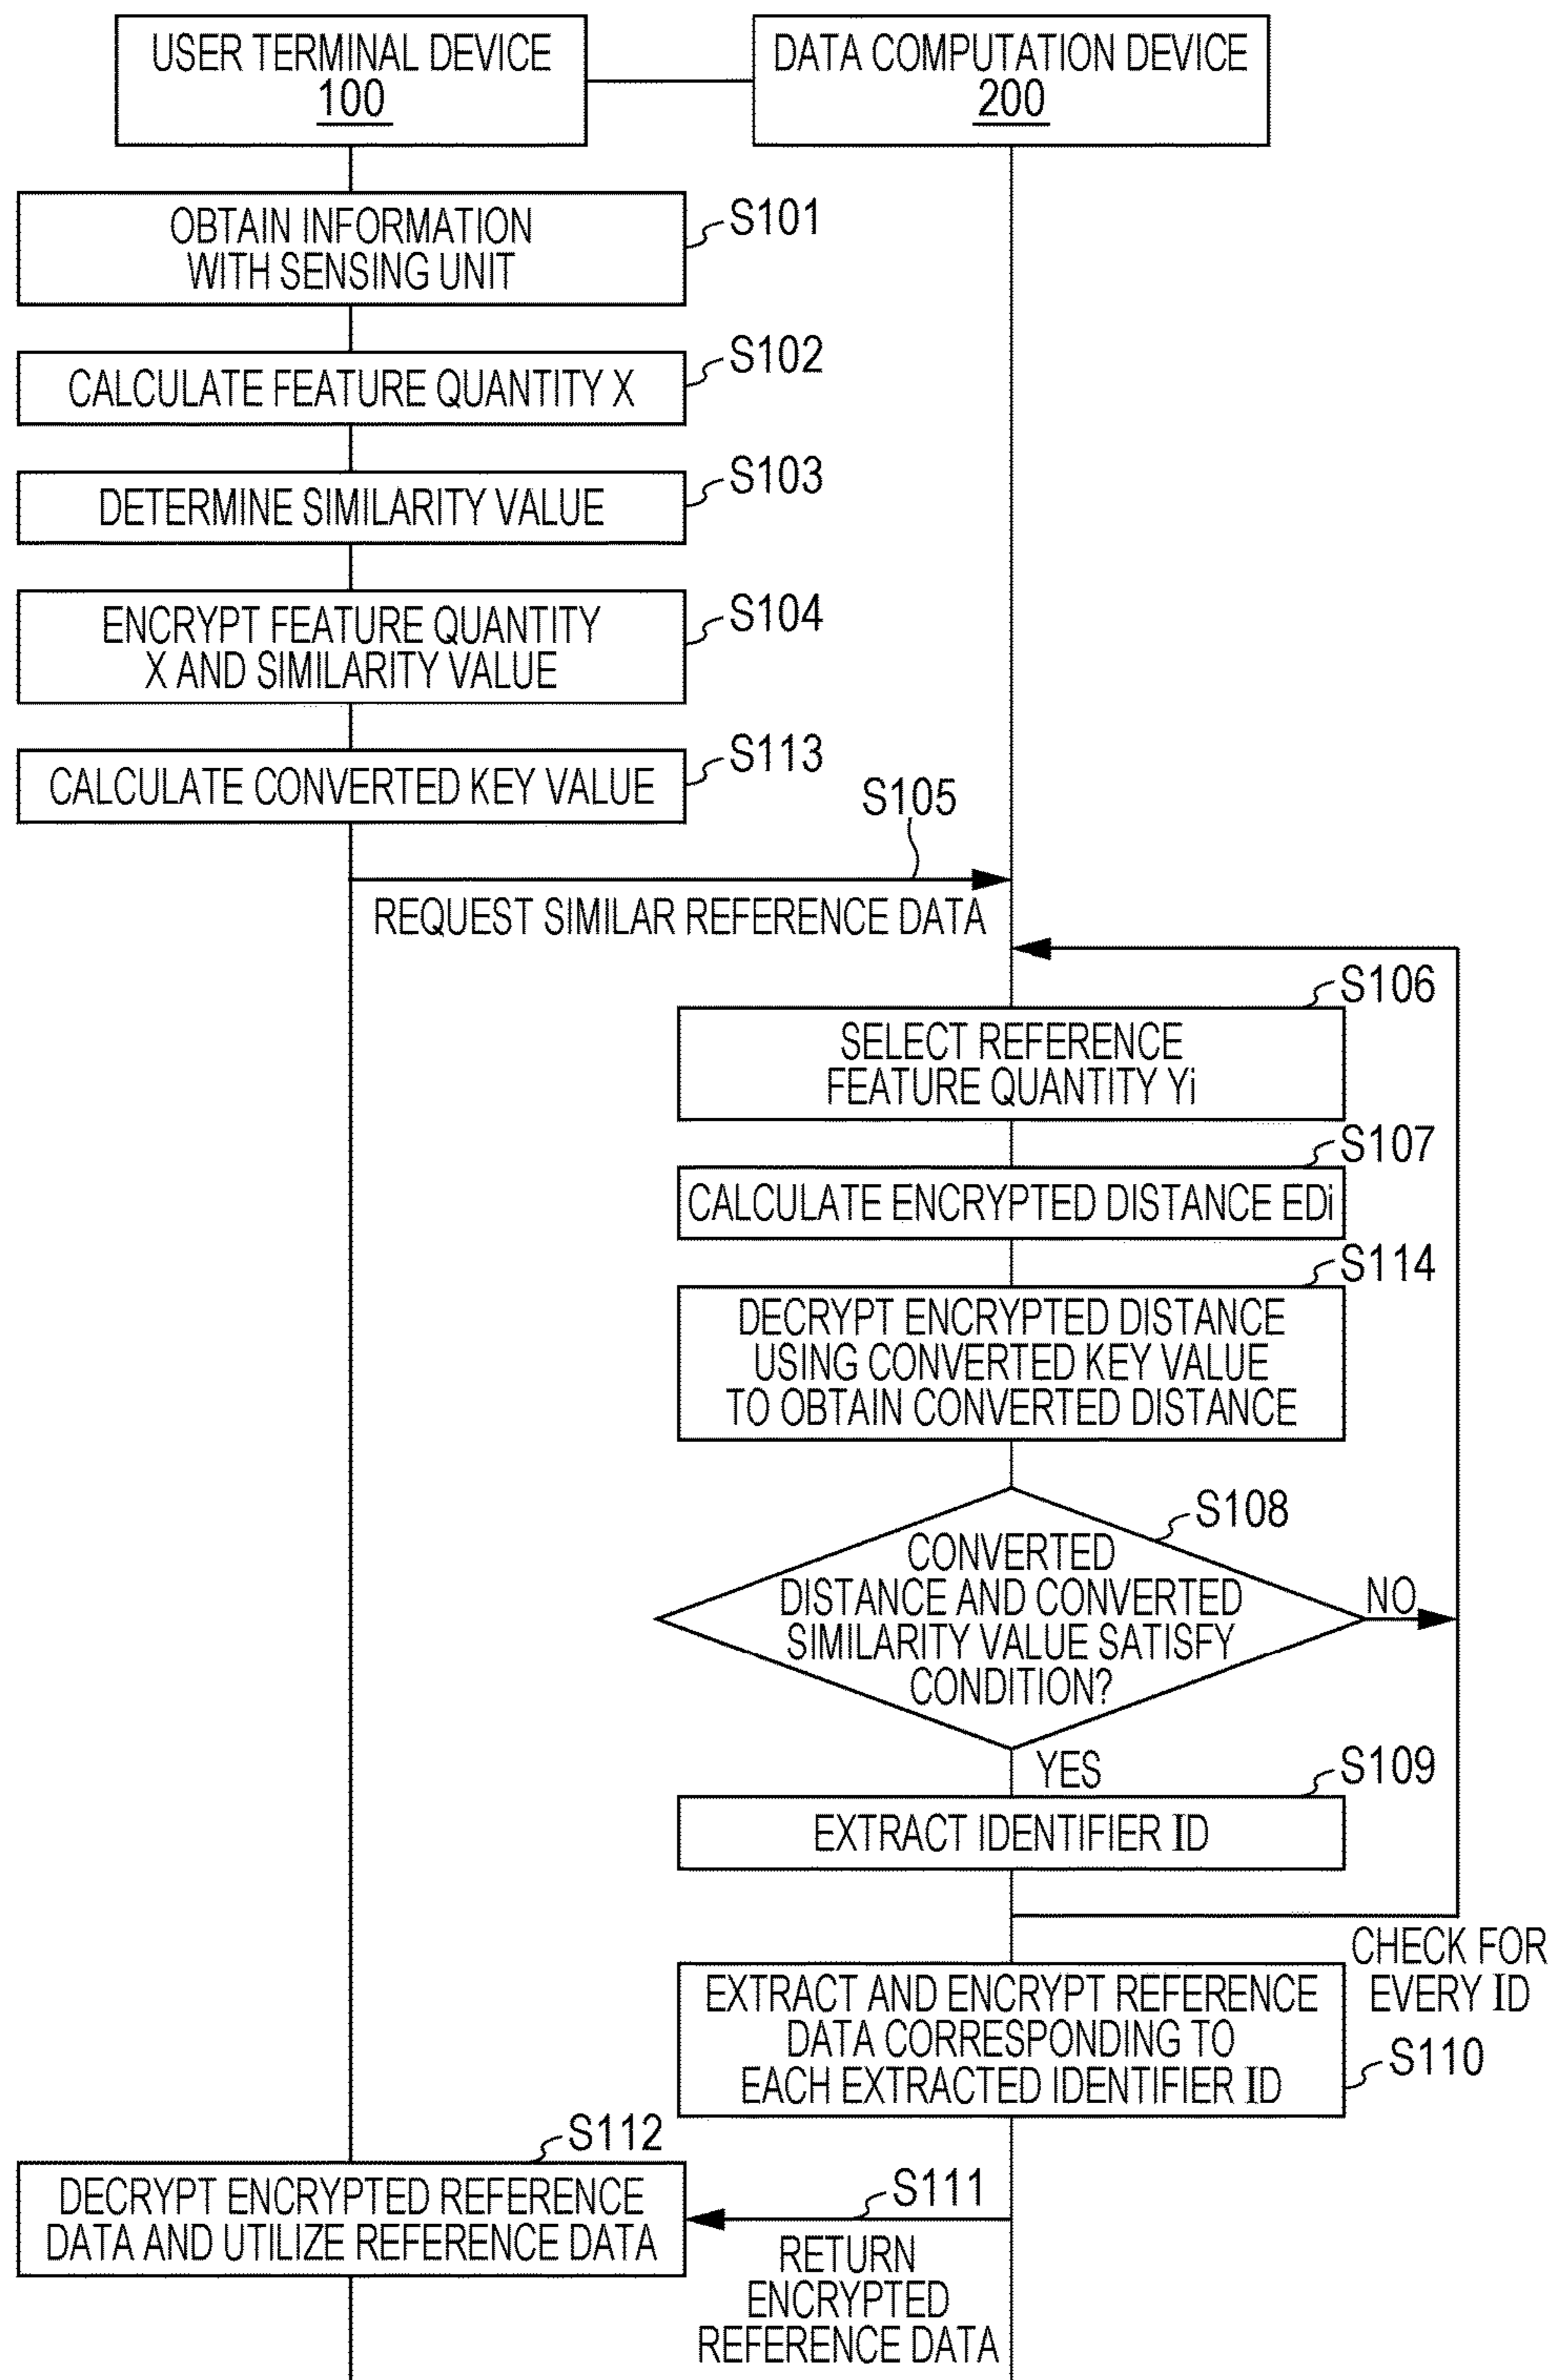 USER TERMINAL DEVICE
100
DATA COMPUTATION DEVICE
200
OBTAIN INFORMATION
WITH SENSING UNIT
S101
CALCULATE FEATURE QUANTITY X
S102
DETERMINE SIMILARITY VALUE
S103
ENCRYPT FEATURE QUANTITY
X AND SIMILARITY VALUE
S104
CALCULATE CONVERTED KEY VALUE
S113
S105
REQUEST SIMILAR REFERENCE DATA
S106
SELECT REFERENCE
FEATURE QUANTITY Yi
S107
CALCULATE ENCRYPTED DISTANCE EDi
S114
DECRYPT ENCRYPTED DISTANCE
USING CONVERTED KEY VALUE
TO OBTAIN CONVERTED DISTANCE
S108
CONVERTED
DISTANCE AND CONVERTED
SIMILARITY VALUE SATISFY
CONDITION?
NO
YES
S109
EXTRACT IDENTIFIER ID
CHECK FOR
EVERY ID
EXTRACT AND ENCRYPT REFERENCE
DATA CORRESPONDING TO
EACH EXTRACTED IDENTIFIER ID
S110
S112
DECRYPT ENCRYPTED REFERENCE
DATA AND UTILIZE REFERENCE DATA
S111
RETURN
ENCRYPTED
REFERENCE DATA